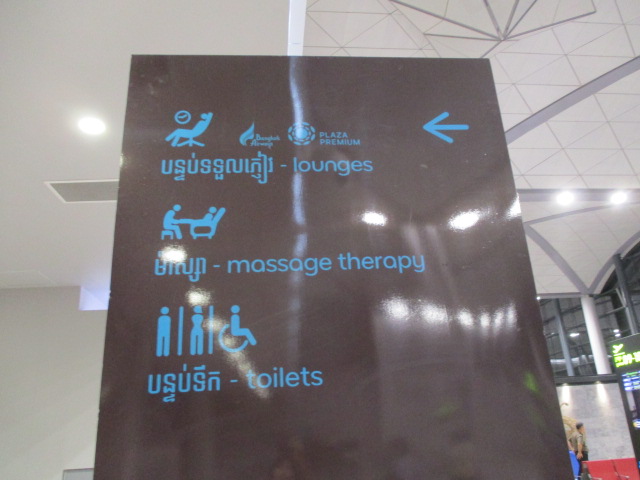 Bangkok Airways
PLAZA PREMIUM
បន្ទប់ទទួលភ្ញៀវ - lounges
ម៉ាស្សា - massage therapy
បន្ទប់ទឹក - toilets